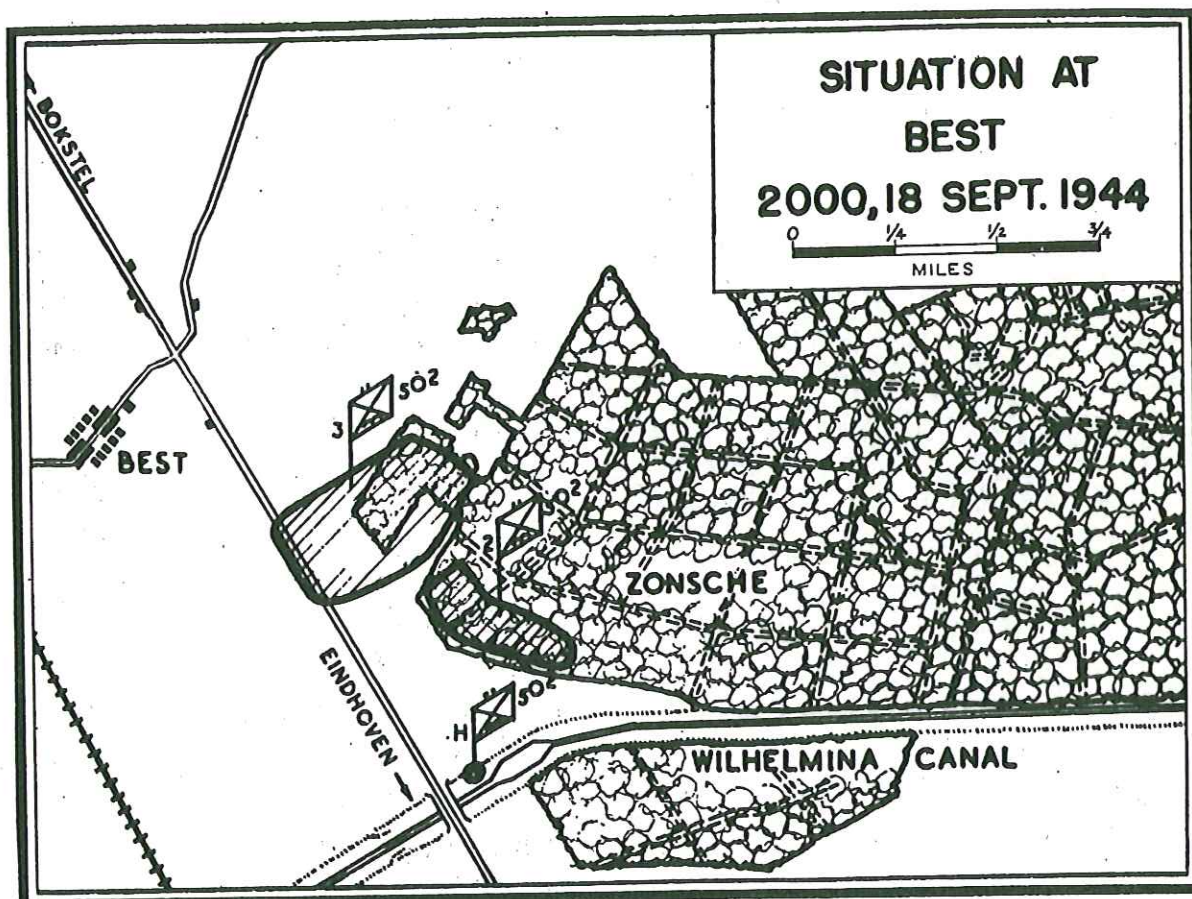 SITUATION AT
BEST
2000, 18 SEPT. 1944
0 1/4 1/2 3/4
MILES
BOKSTEL
502
3
BEST
502
2
ZONSCHE
EINDHOVEN
502
H
WILHELMINA CANAL